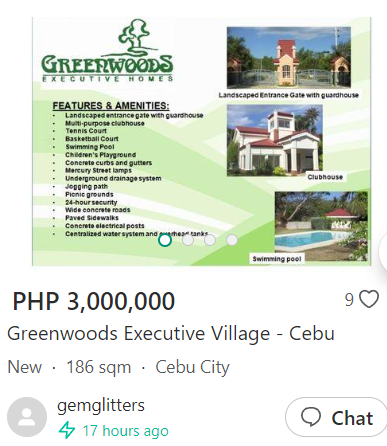 GREENWOODS
EXECUTIVE HOMES
FEATURES & AMENITIES:
• Landscaped entrance gate with guardhouse
• Multi-purpose clubhouse
• Tennis Court
• Basketball Court
• Swimming Pool
• Children's Playground
• Concrete curbs and gutters
• Mercury Street lamps
• Underground drainage system
• Jogging path
• Picnic grounds
• 24-hour security
• Wide concrete roads
• Paved Sidewalks
• Concrete electrical posts
• Centralized water system and overhead tanks
Landscaped Entrance Gate with guardhouse
Clubhouse
Swimming pool
PHP 3,000,000
9
Greenwoods Executive Village - Cebu
New · 186 sqm · Cebu City
gemglitters
17 hours ago
Chat